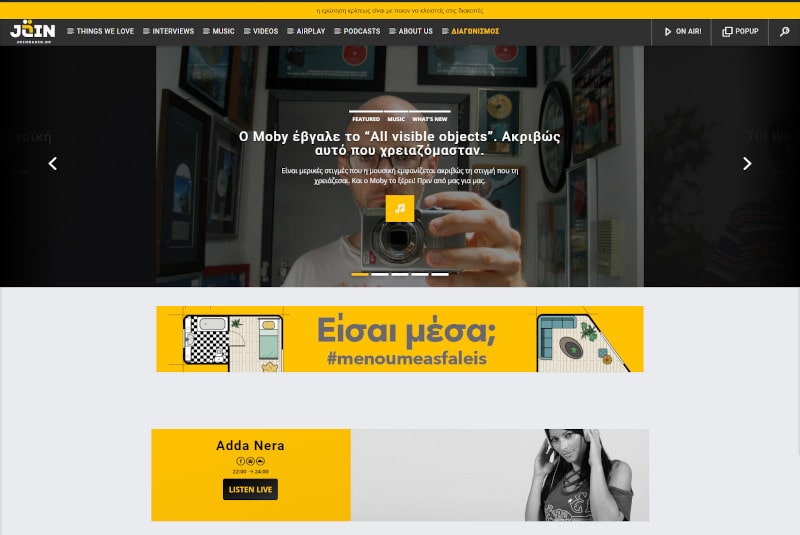 η ερώτηση κρίσεως είναι με ποιον να κλειστείς στις διακοπές
JOIN
JOINRADIO.GR
THINGS WE LOVE
INTERVIEWS
MUSIC
VIDEOS
AIRPLAY
PODCASTS
ABOUT US
ΔΙΑΓΩΝΙΣΜΟΣ
ON AIR!
POPUP
FEATURED MUSIC WHAT'S NEW
Ο Moby έβγαλε το “All visible objects”. Ακριβώς
αυτό που χρειαζόμασταν.
Είναι μερικές στιγμές που η μουσική εμφανίζεται ακριβώς τη στιγμή που τη
χρειάζεσαι. Και ο Moby το ξέρει! Πριν από μας για μας.
Είσαι μέσα;
#menoumeasfaleis
Adda Nera
22:00 → 24:00
LISTEN LIVE